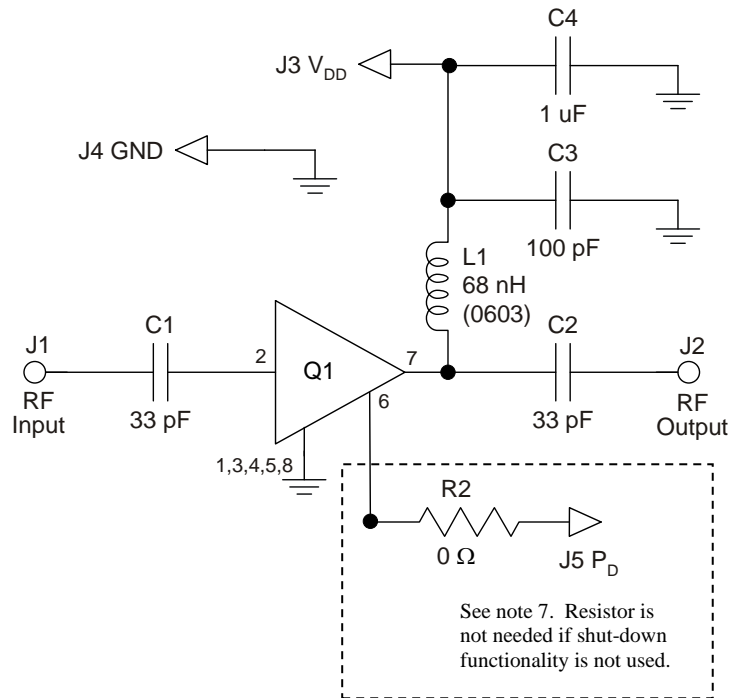 C4
J3 V_DD
1 uF
J4 GND
C3
100 pF
L1
68 nH
(0603)
C1
C2
J1
2
Q1
7
J2
RF
Input
33 pF
6
33 pF
RF
Output
1,3,4,5,8
R2
0 Ω
J5 P_D
See note 7. Resistor is
not needed if shut-down
functionality is not used.